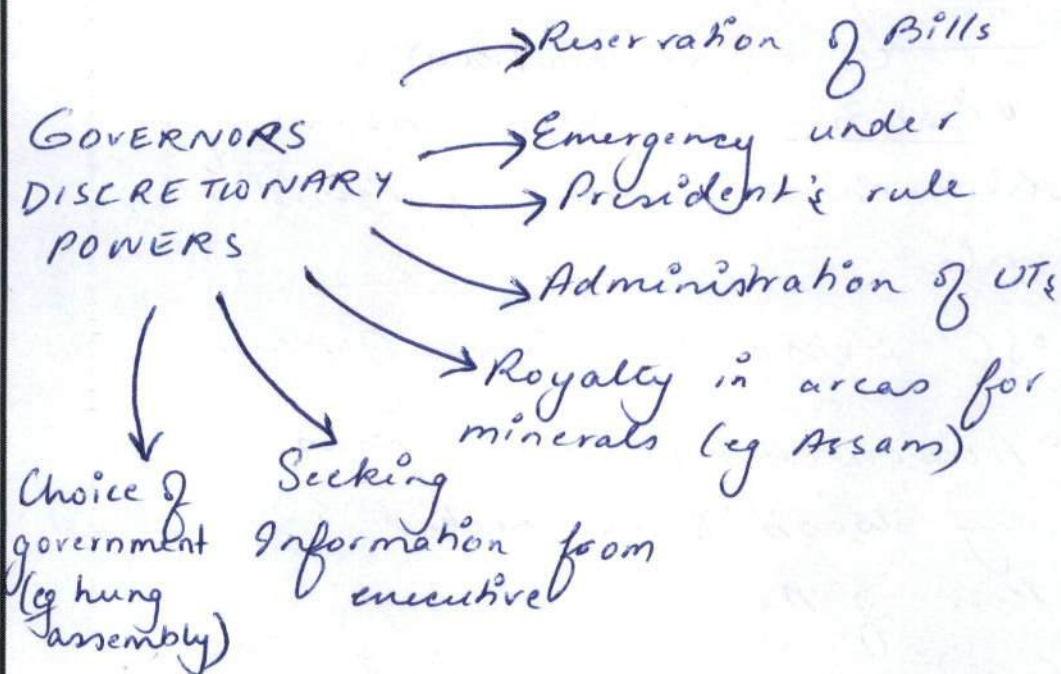 Reservation of Bills
GOVERNORS
DISCRETIONARY
POWERS
Emergency under
President's rule
Administration of UTs
Royalty in areas for
minerals (eg Assam)
Choice of
government
(eg hung
assembly)
Seeking
Information from
executive